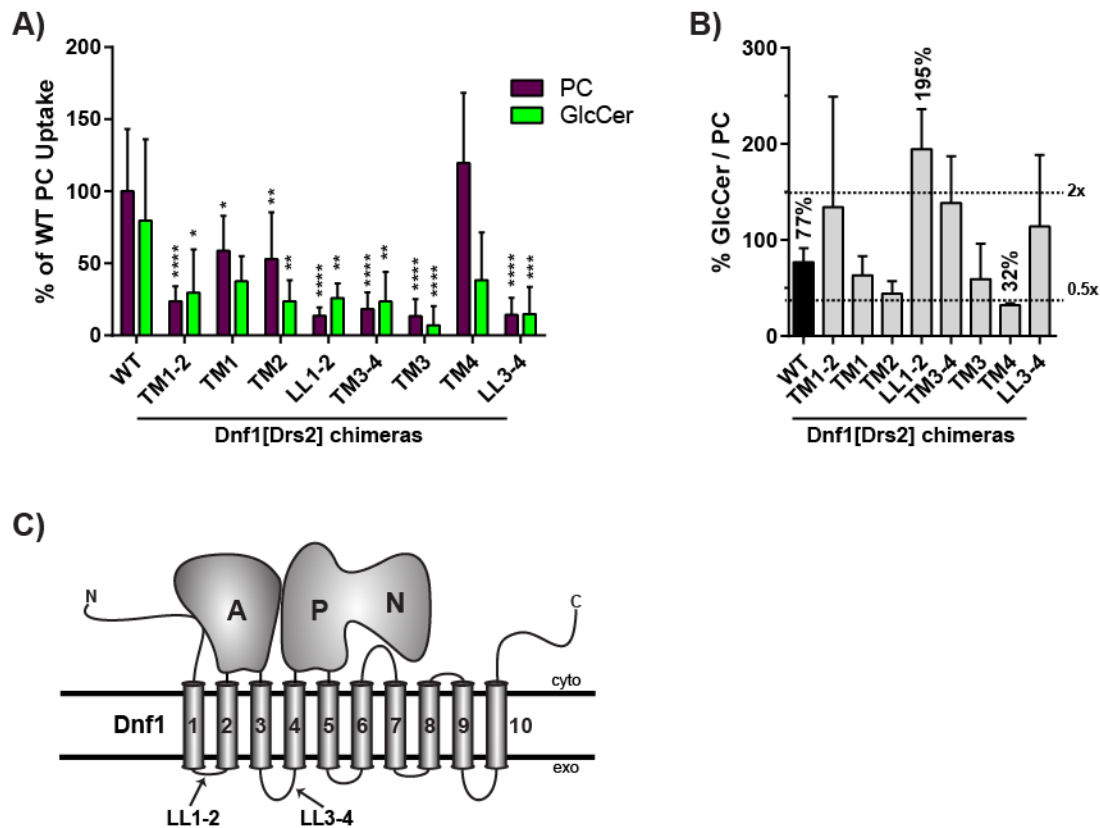 A)
200
150
100
50
0
% of WT PC Uptake
PC
GlcCer
****
*
*
**
**
****
**
****
**
****
****
****
***
WT
TM1-2
TM1
TM2
LL1-2
TM3-4
TM3
TM4
LL3-4
Dnf1[Drs2] chimeras
B)
300
200
100
0
% GlcCer / PC
77%
195%
32%
2x
0.5x
WT
TM1-2
TM1
TM2
LL1-2
TM3-4
TM3
TM4
LL3-4
Dnf1[Drs2] chimeras
C)
N
A
P
N
C
cyto
Dnf1
1 2 3 4 5 6 7 8 9 10
exo
LL1-2
LL3-4